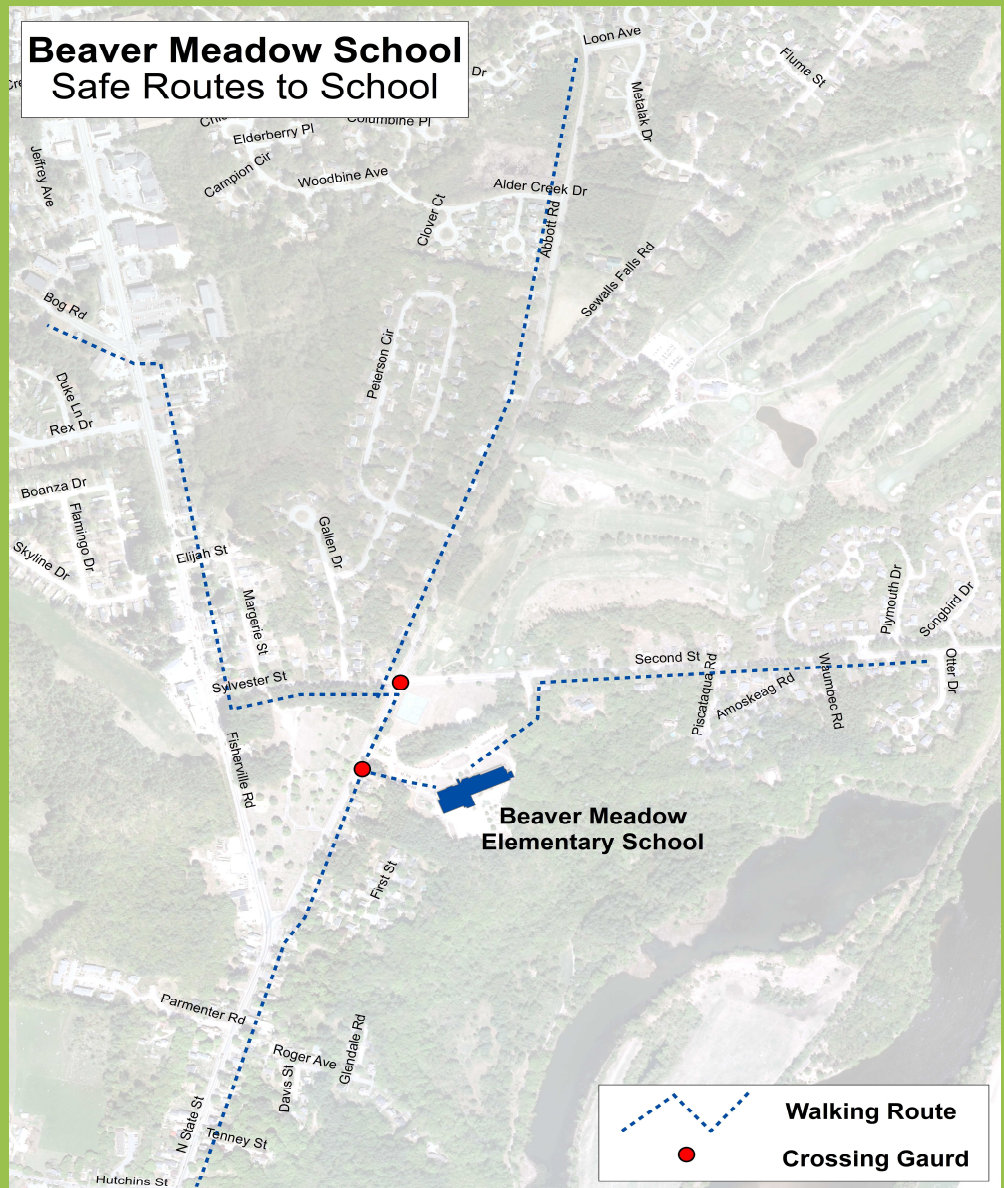 Beaver Meadow School
Safe Routes to School
Loon Ave
Dr
Flume St
Metalak Dr
Columbine Pl
Elderberry Pl
Jeffrey Ave
Campion Cir
Woodbine Ave
Alder Creek Dr
Clover Ct
Abbott Rd
Sewalls Falls Rd
Bog Rd
Peterson Cir
Duke Ln
Rex Dr
Boanza Dr
Flamingo Dr
Galien Dr
Skyline Dr
Elijah St
Margerie St
Plymouth Dr
Songbird Dr
Second St
Sylvester St
Piscataqua Rd
Amoskeag Rd
Waumbec Rd
Otter Dr
Fisherville Rd
Beaver Meadow
Elementary School
First St
Parmenter Rd
Roger Ave
Glendale Rd
Davis St
N State St
Tenney St
Hutchins St
Walking Route
Crossing Gaurd